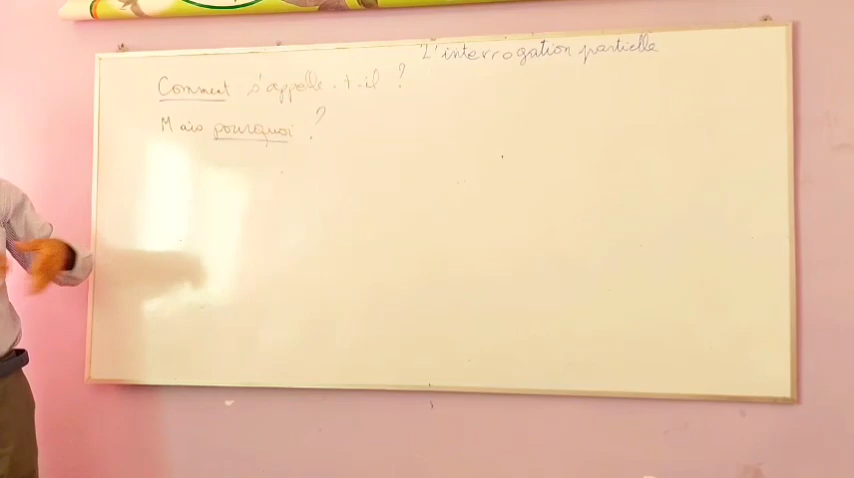 L'interrogation partielle
Comment s'appelle-t-il ?
Mais pourquoi ?